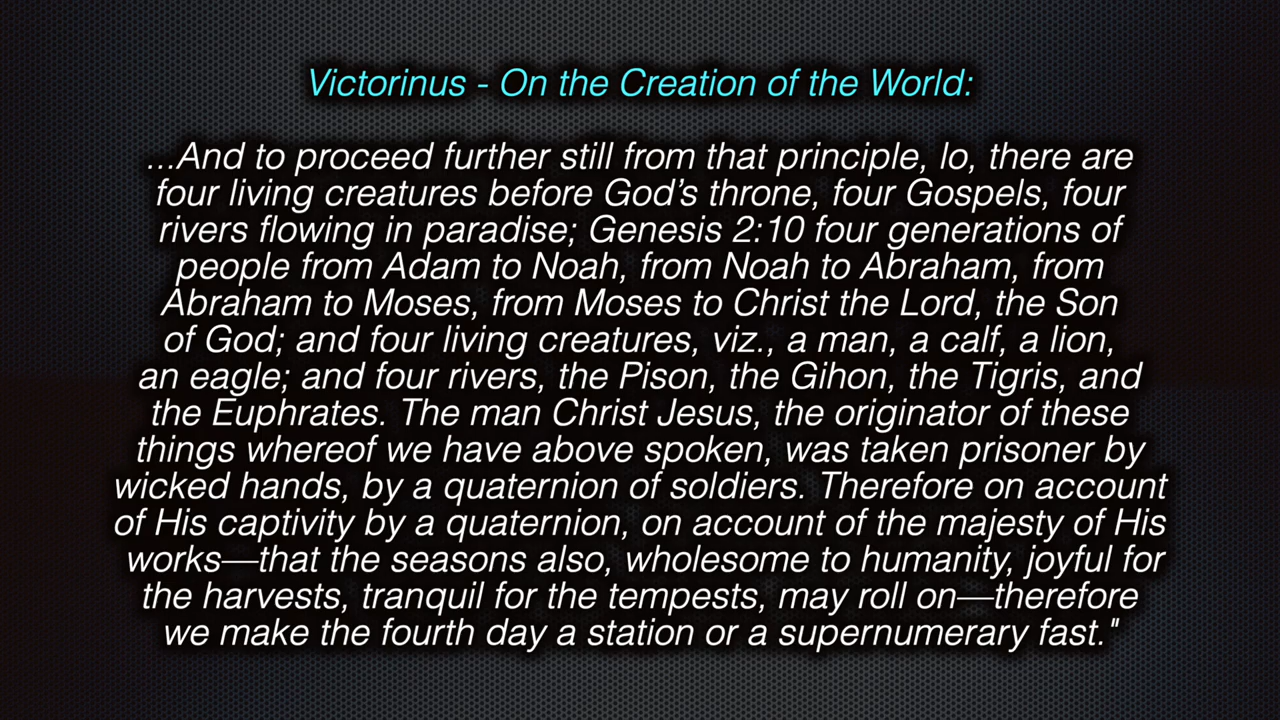 Victorinus - On the Creation of the World:
...And to proceed further still from that principle, lo, there are
four living creatures before God's throne, four Gospels, four
rivers flowing in paradise; Genesis 2:10 four generations of
people from Adam to Noah, from Noah to Abraham, from
Abraham to Moses, from Moses to Christ the Lord, the Son
of God; and four living creatures, viz., a man, a calf, a lion,
an eagle; and four rivers, the Pison, the Gihon, the Tigris, and
the Euphrates. The man Christ Jesus, the originator of these
things whereof we have above spoken, was taken prisoner by
wicked hands, by a quaternion of soldiers. Therefore on account
of His captivity by a quaternion, on account of the majesty of His
works—that the seasons also, wholesome to humanity, joyful for
the harvests, tranquil for the tempests, may roll on—therefore
we make the fourth day a station or a supernumerary fast."